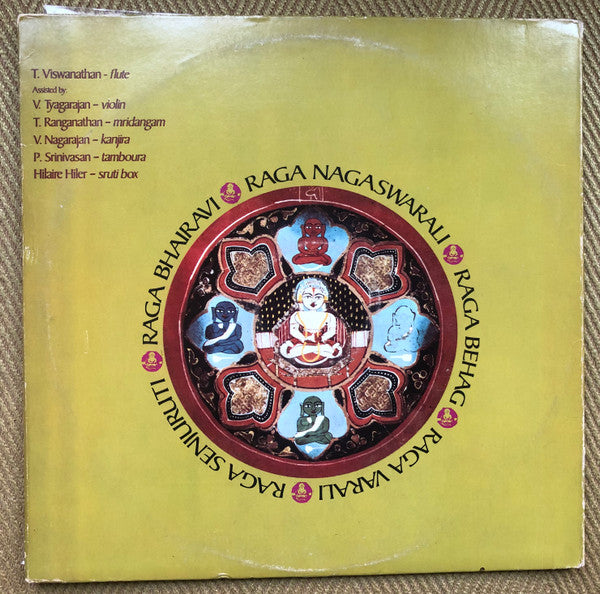 T. Viswanathan - flute
Assisted by:
V. Tyagarajan – violin
T. Ranganathan – mridangam
V. Nagarajan – kanjira
P. Srinivasan – tamboura
Hilaire Hiler – sruti box
RAGA NAGASWARALI
RAGA BEHAG
RAGA VARALI
RAGA SENJURUTI
RAGA BHAIRAVI